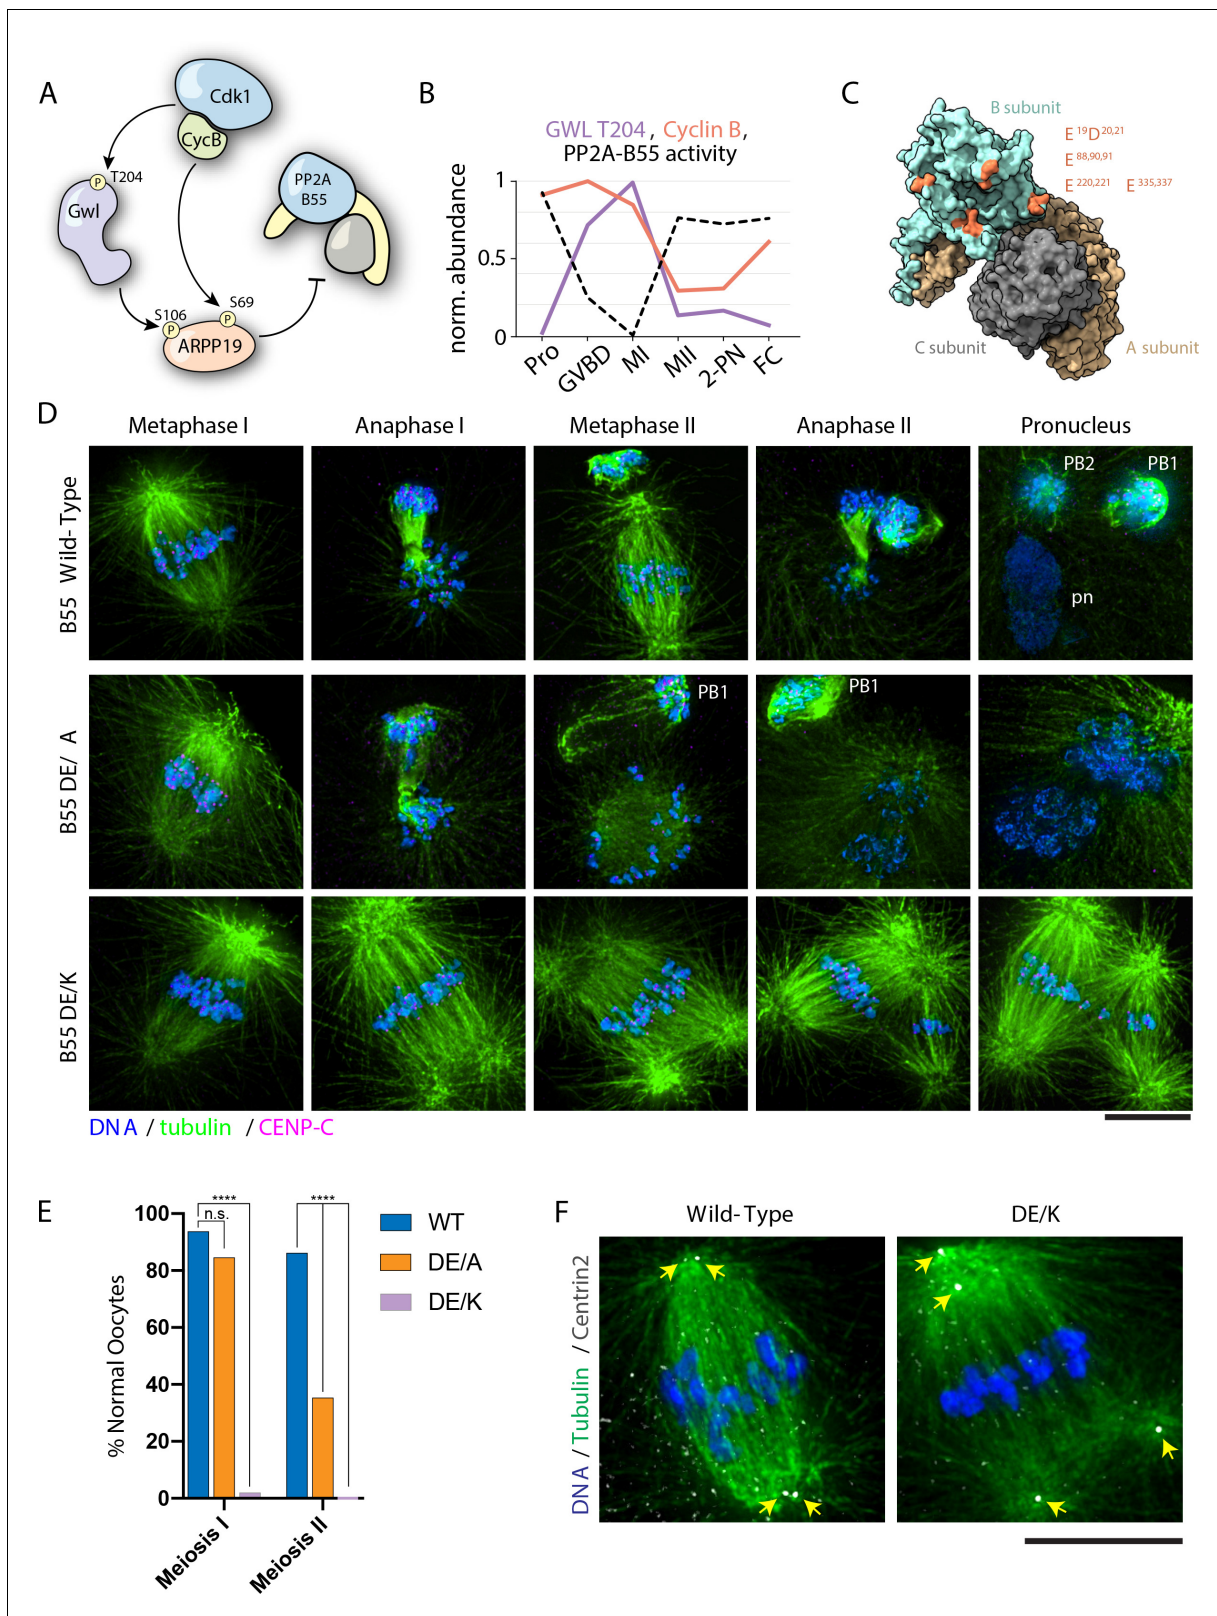 A
Cdk1
CycB
P
T204
Gwl
PP2A
B55
S106
S69
P
P
ARPP19
B
GWL T204 , Cyclin B,
PP2A-B55 activity
norm. abundance
1
0.5
0
Pro
GVBD
MI
MII
2-PN
FC
C
B subunit
E 19D 20,21
E 88,90,91
E 220,221 E 335,337
C subunit
A subunit
D
Metaphase I
Anaphase I
Metaphase II
Anaphase II
Pronucleus
B55 Wild-Type
PB2
PB1
pn
B55 DE/ A
PB1
PB1
B55 DE/K
DNA / tubulin / CENP-C
E
% Normal Oocytes
100
80
60
40
20
0
****
n.s.
****
Meiosis I
Meiosis II
WT
DE/A
DE/K
F
Wild-Type
DE/K
DNA / Tubulin / Centrin2